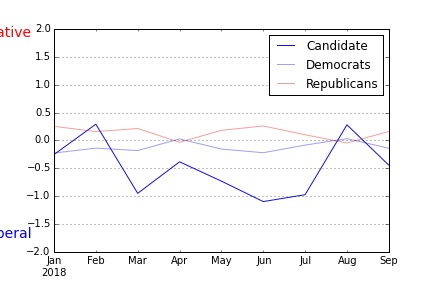 ative
2.0
1.5
1.0
0.5
0.0
−0.5
−1.0
−1.5
−2.0
beral
Candidate
Democrats
Republicans
Jan Feb Mar Apr May Jun Jul Aug Sep
2018